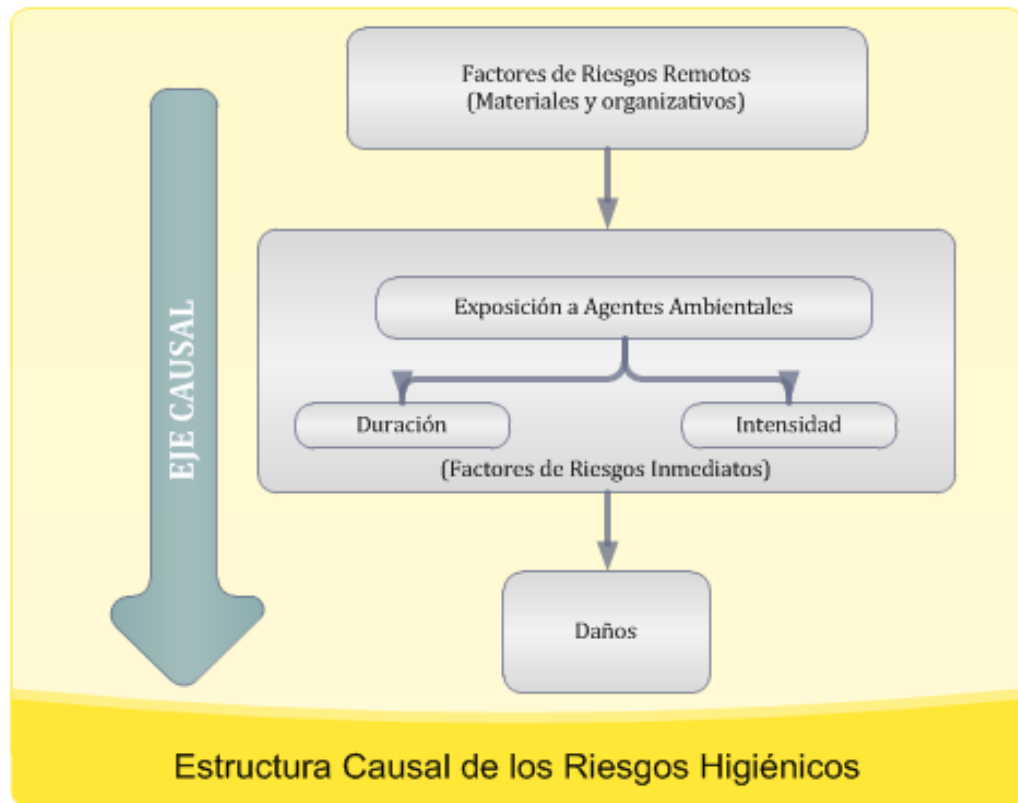 Factores de Riesgos Remotos
(Materiales y organizativos)
EJE CAUSAL
Exposición a Agentes Ambientales
Duración
Intensidad
(Factores de Riesgos Inmediatos)
Daños
Estructura Causal de los Riesgos Higiénicos